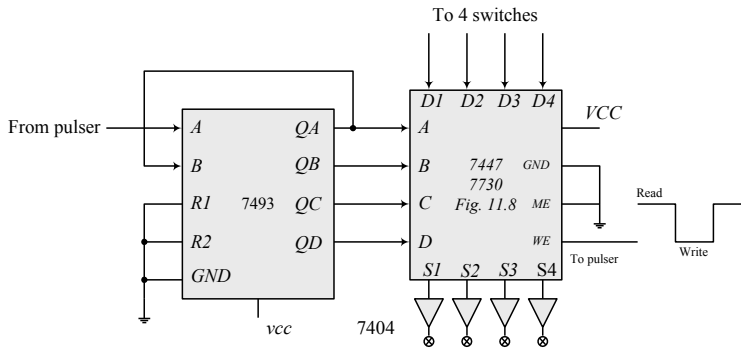 To 4 switches
D1 D2 D3 D4
From pulser
A QA A VCC
B QB B 7447 GND
7730
R1 7493 QC C Fig. 11.8 ME Read
R2 QD D WE To pulser Write
GND S1 S2 S3 S4
vcc 7404